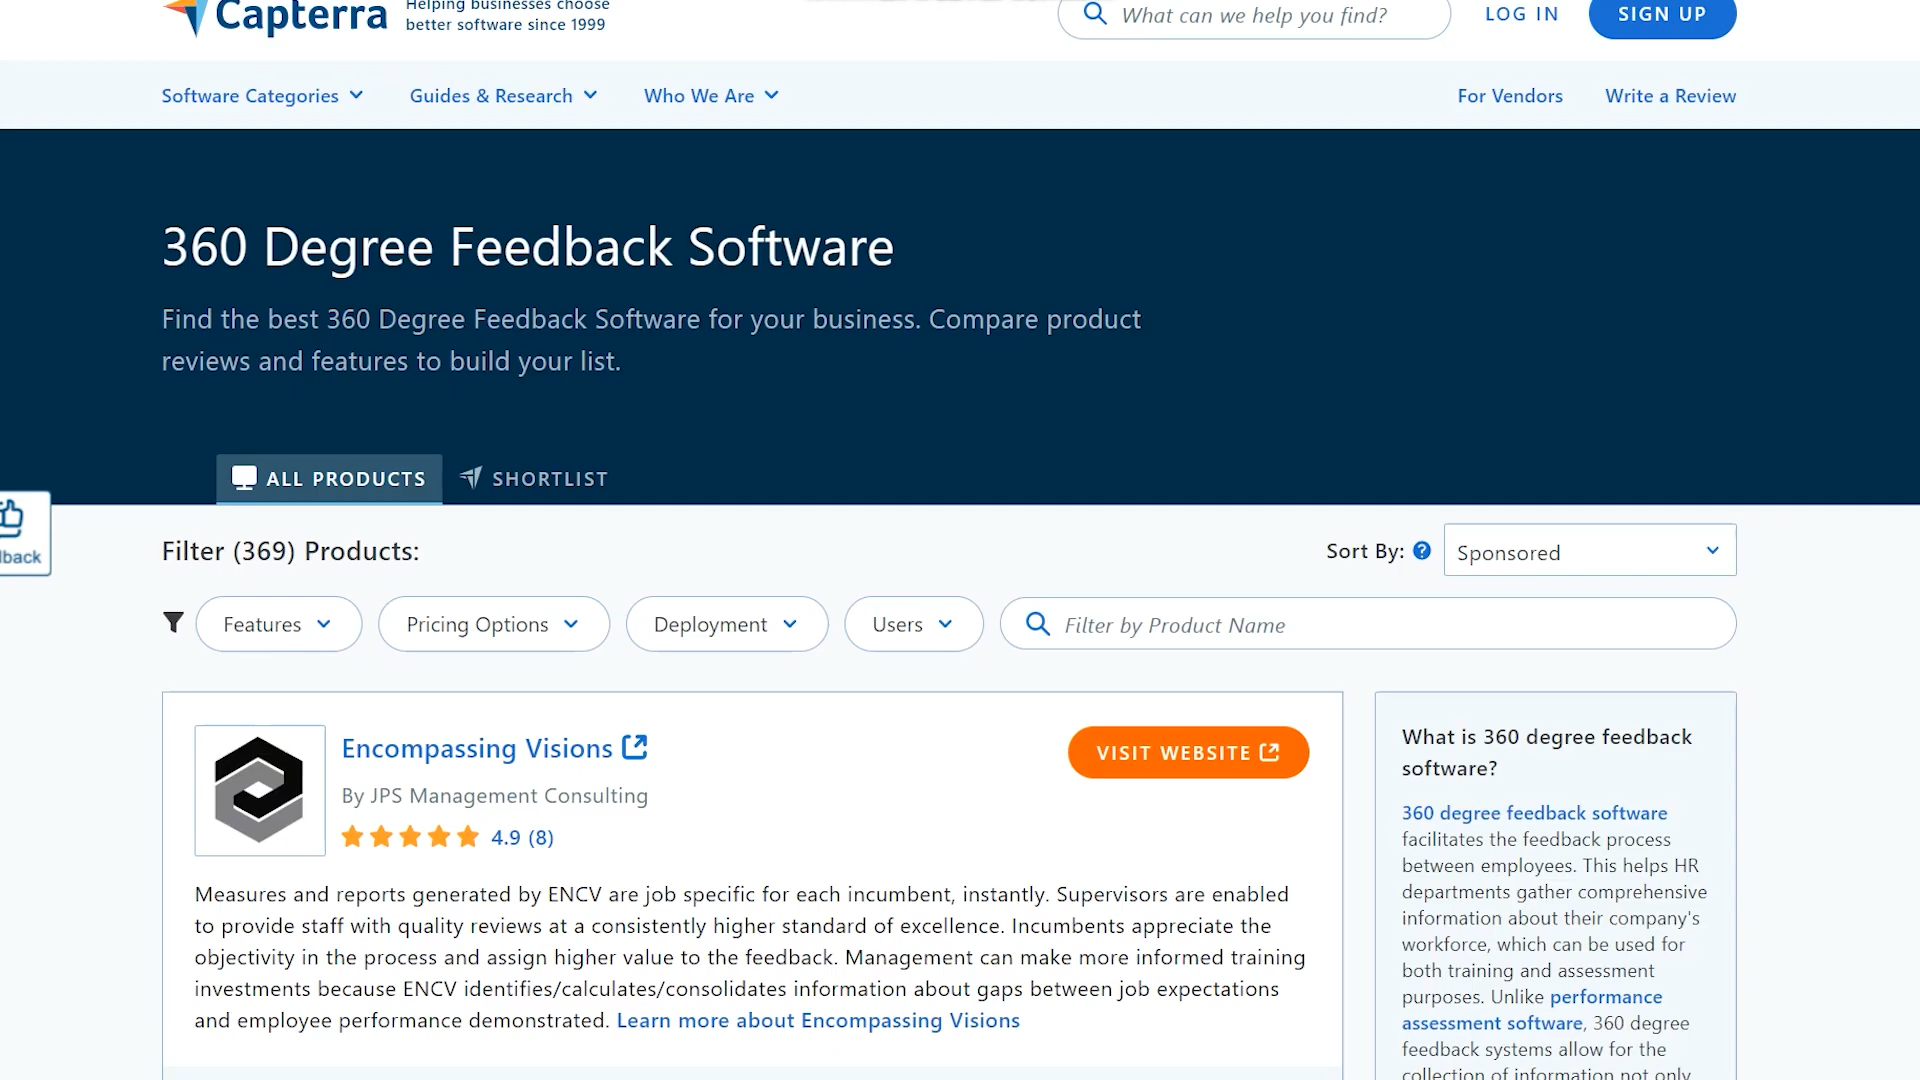 Capterra
Helping businesses choose
better software since 1999
What can we help you find?
LOG IN
SIGN UP
Software Categories
Guides & Research
Who We Are
For Vendors
Write a Review
360 Degree Feedback Software
Find the best 360 Degree Feedback Software for your business. Compare product
reviews and features to build your list.
ALL PRODUCTS
SHORTLIST
lback
Filter (369) Products:
Sort By:
?
Sponsored
Features
Pricing Options
Deployment
Users
Filter by Product Name
Encompassing Visions
VISIT WEBSITE
By JPS Management Consulting
4.9 (8)
Measures and reports generated by ENCV are job specific for each incumbent, instantly. Supervisors are enabled
to provide staff with quality reviews at a consistently higher standard of excellence. Incumbents appreciate the
objectivity in the process and assign higher value to the feedback. Management can make more informed training
investments because ENCV identifies/calculates/consolidates information about gaps between job expectations
and employee performance demonstrated. Learn more about Encompassing Visions
What is 360 degree feedback
software?
360 degree feedback software
facilitates the feedback process
between employees. This helps HR
departments gather comprehensive
information about their company's
workforce, which can be used for
both training and assessment
purposes. Unlike performance
assessment software, 360 degree
feedback systems allow for the
collection of information not only